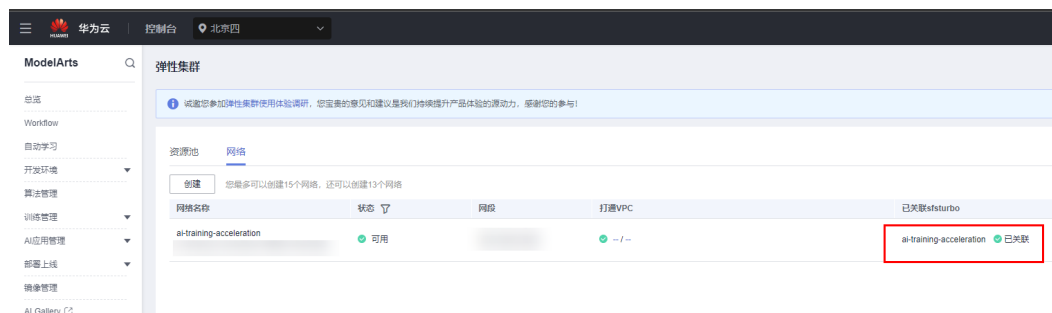 HUAWEI 华为云 控制台 北京四
ModelArts
弹性集群
总览
诚邀您参加弹性集群使用体验调研，您宝贵的意见和建议是我们持续提升产品体验的源动力，感谢您的参与！
Workflow
自动学习
资源池 网络
开发环境
创建 您最多可以创建15个网络，还可以创建13个网络
算法管理
网络名称 状态 网段 打通VPC 已关联sfsturbo
训练管理
ai-training-acceleration 可用 -- / -- ai-training-acceleration 已关联
AI应用管理
部署上线
镜像管理
AI Gallery